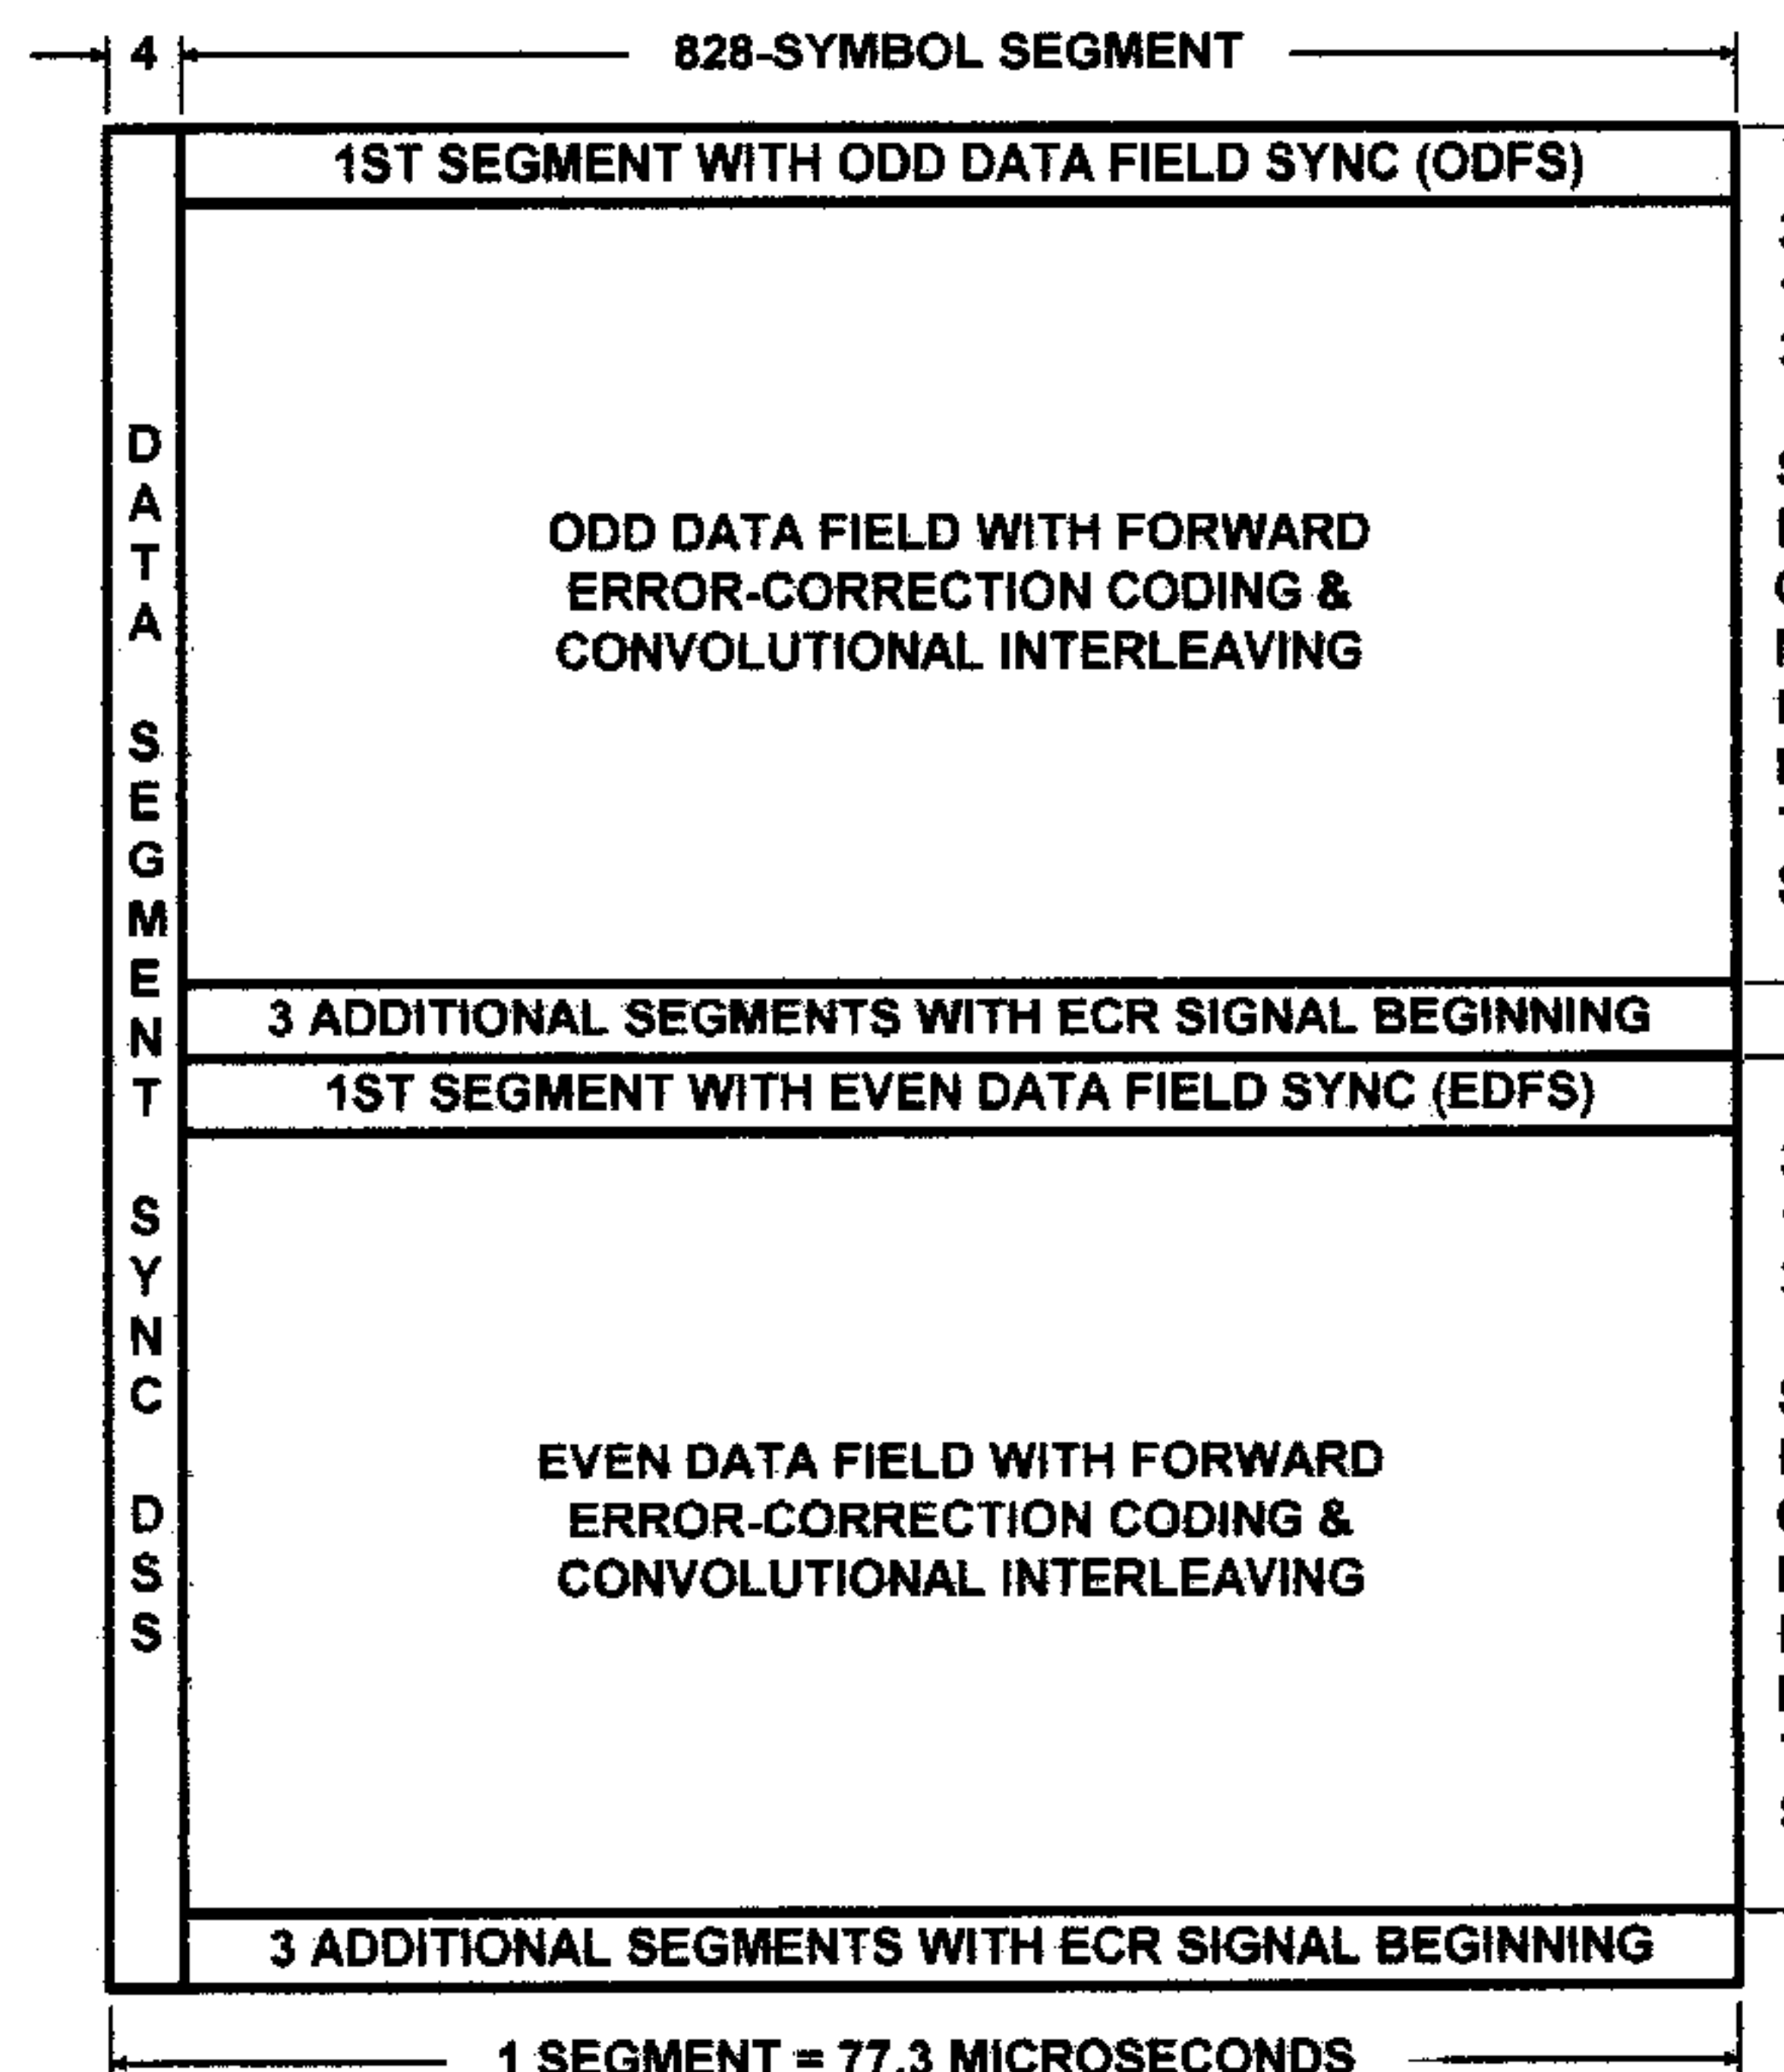 4
828-SYMBOL SEGMENT
1ST SEGMENT WITH ODD DATA FIELD SYNC (ODFS)
DATA SEGMENT SYNC DSS
ODD DATA FIELD WITH FORWARD
ERROR-CORRECTION CODING &
CONVOLUTIONAL INTERLEAVING
3 ADDITIONAL SEGMENTS WITH ECR SIGNAL BEGINNING
1ST SEGMENT WITH EVEN DATA FIELD SYNC (EDFS)
EVEN DATA FIELD WITH FORWARD
ERROR-CORRECTION CODING &
CONVOLUTIONAL INTERLEAVING
3 ADDITIONAL SEGMENTS WITH ECR SIGNAL BEGINNING
1 SEGMENT = 77.3 MICROSECONDS